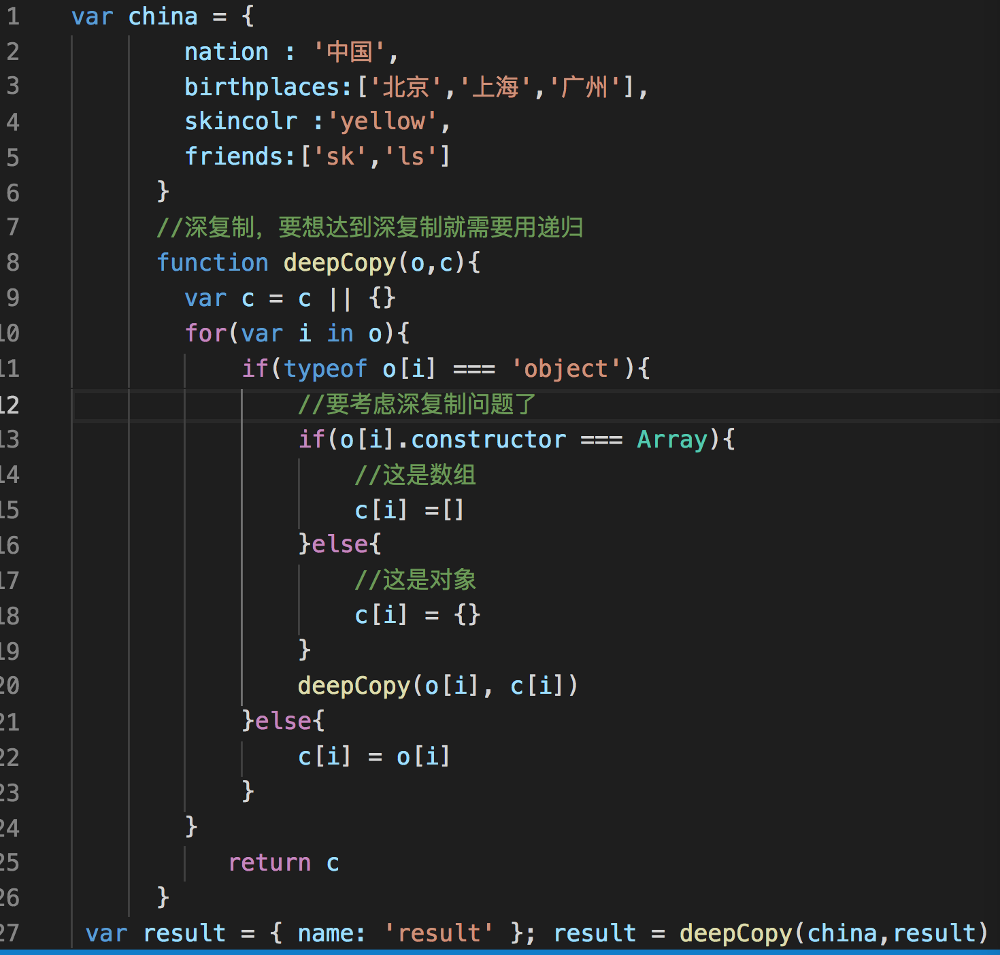 1 var china = {
2 nation : '中国',
3 birthplaces:['北京','上海','广州'],
4 skincolr :'yellow',
5 friends:['sk','ls']
6 }
7 //深复制，要想达到深复制就需要用递归
8 function deepCopy(o,c){
9 var c = c || {}
10 for(var i in o){
11 if(typeof o[i] === 'object'){
12 //要考虑深复制问题了
13 if(o[i].constructor === Array){
14 //这是数组
15 c[i] =[]
16 }else{
17 //这是对象
18 c[i] = {}
19 }
20 deepCopy(o[i], c[i])
21 }else{
22 c[i] = o[i]
23 }
24 }
25 return c
26 }
27 var result = { name: 'result' }; result = deepCopy(china,result)